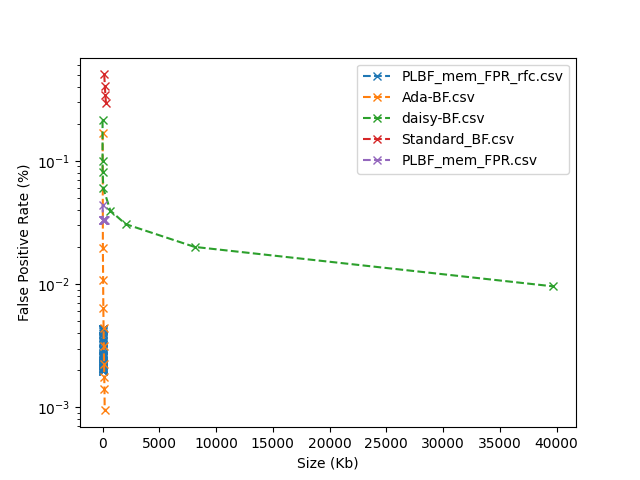 PLBF_mem_FPR_rfc.csv
Ada-BF.csv
daisy-BF.csv
Standard_BF.csv
PLBF_mem_FPR.csv
False Positive Rate (%)
10⁻¹
10⁻²
10⁻³
0 5000 10000 15000 20000 25000 30000 35000 40000
Size (Kb)